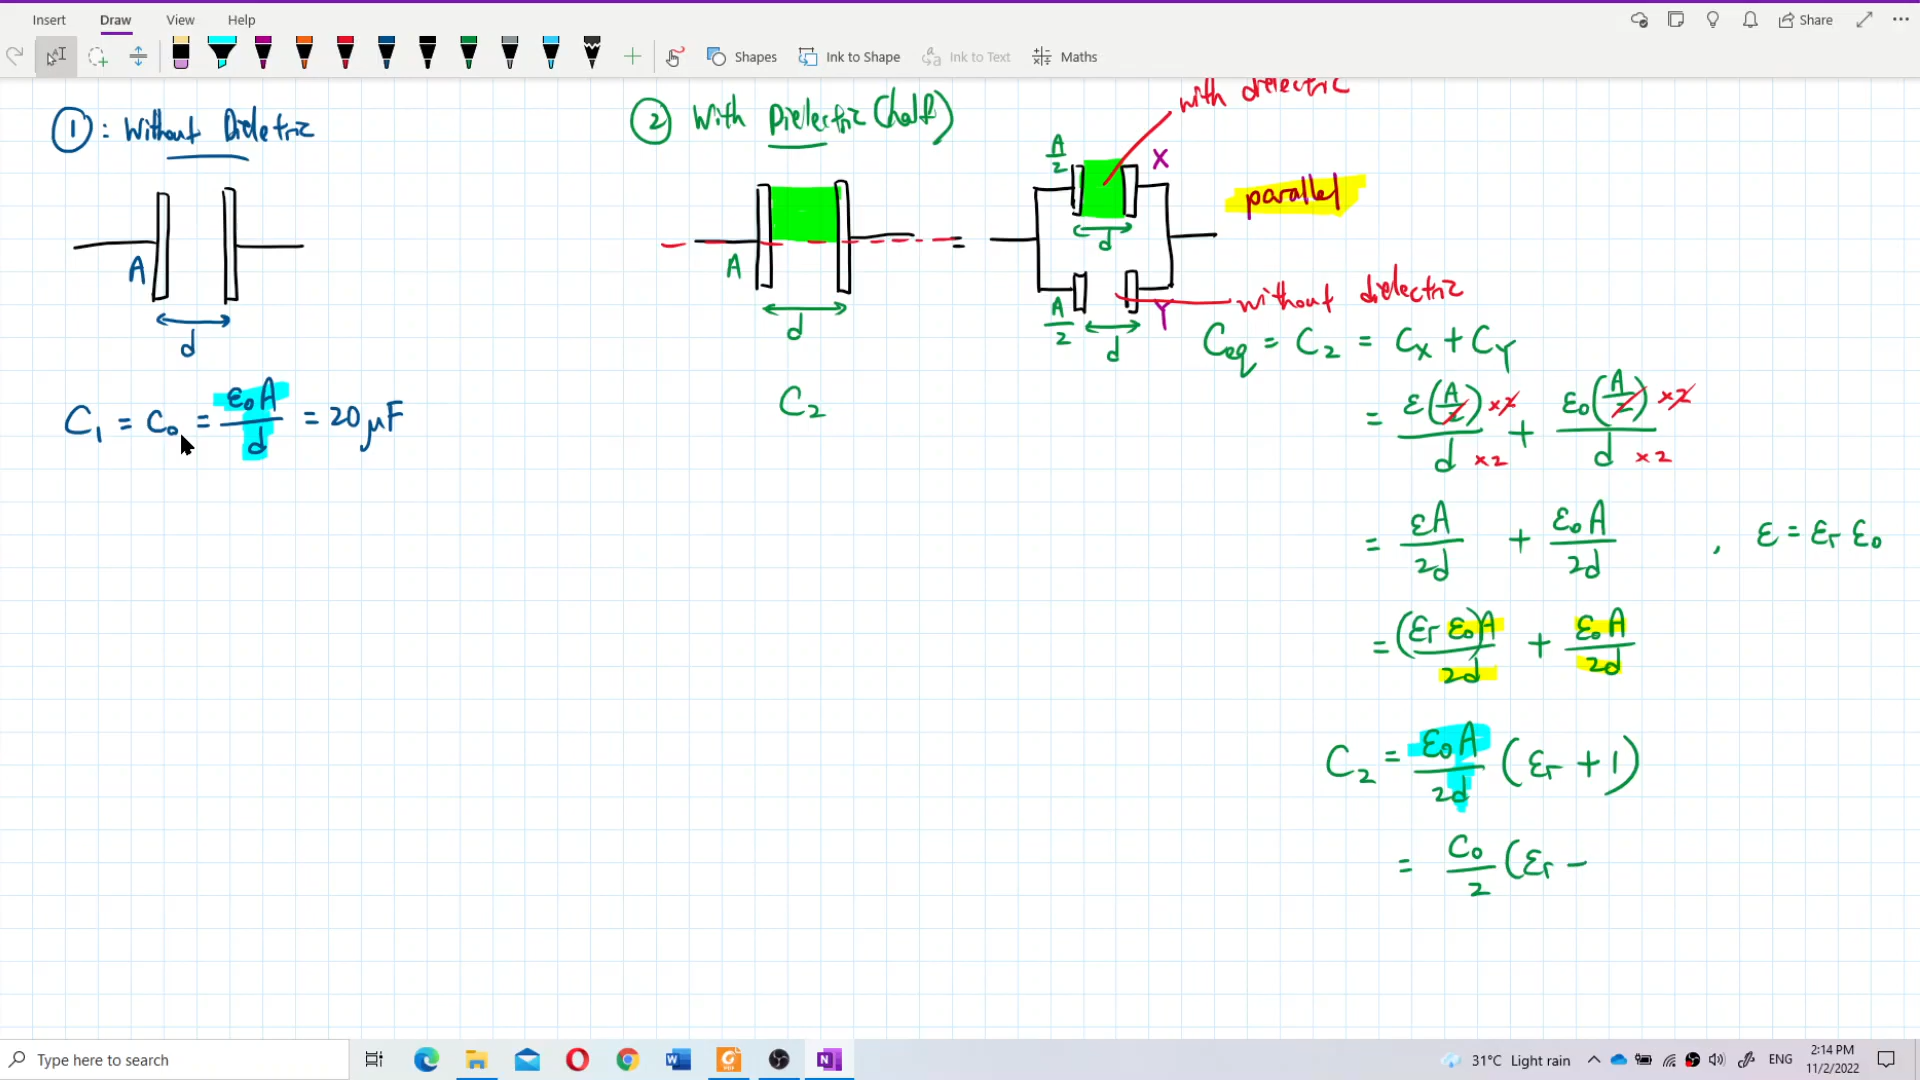 Insert Draw View Help
Share
Shapes Ink to Shape Ink to Text Maths
① : Without Dieletric
A
d
C₁ = C₀ = ε₀A/d = 20 μF
② With Dielectric (half)
A
d
C₂
=
with dielectric
A/2
X
d
parallel
without dielectric
A/2
Y
d
Ceq = C₂ = Cx + CY
= ε(A/2) ×2 / d ×2 + ε₀(A/2) ×2 / d ×2
= εA/2d + ε₀A/2d , ε = εr ε₀
= (εr ε₀)A/2d + ε₀A/2d
C₂ = ε₀A/2d (εr + 1)
= C₀/2 (εr −
Type here to search
31°C Light rain
ENG
2:14 PM
11/2/2022